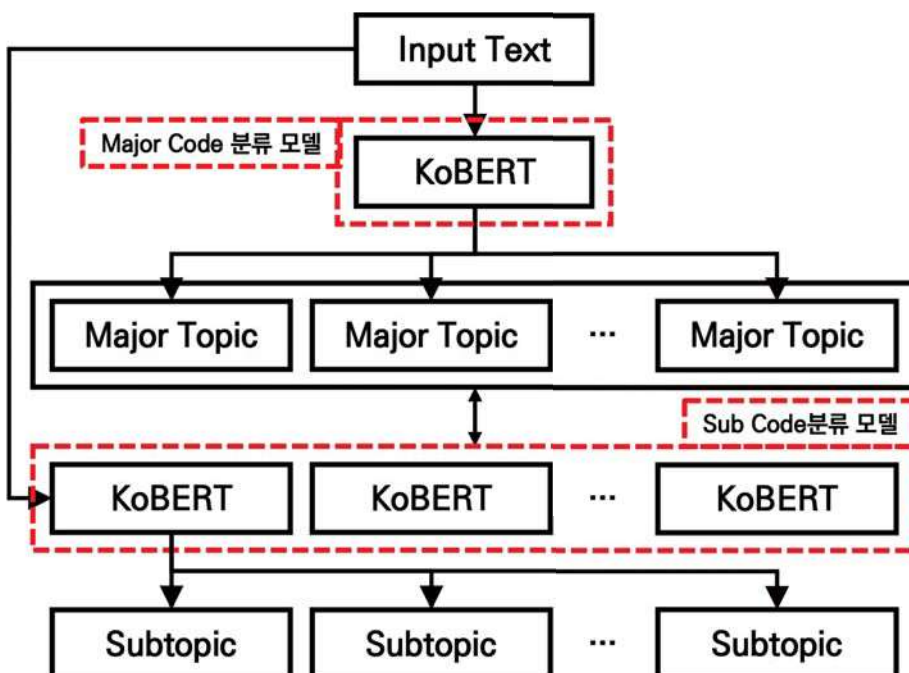 Input Text
Major Code 분류 모델
KoBERT
Major Topic Major Topic ... Major Topic
Sub Code분류 모델
KoBERT KoBERT ... KoBERT
Subtopic Subtopic ... Subtopic